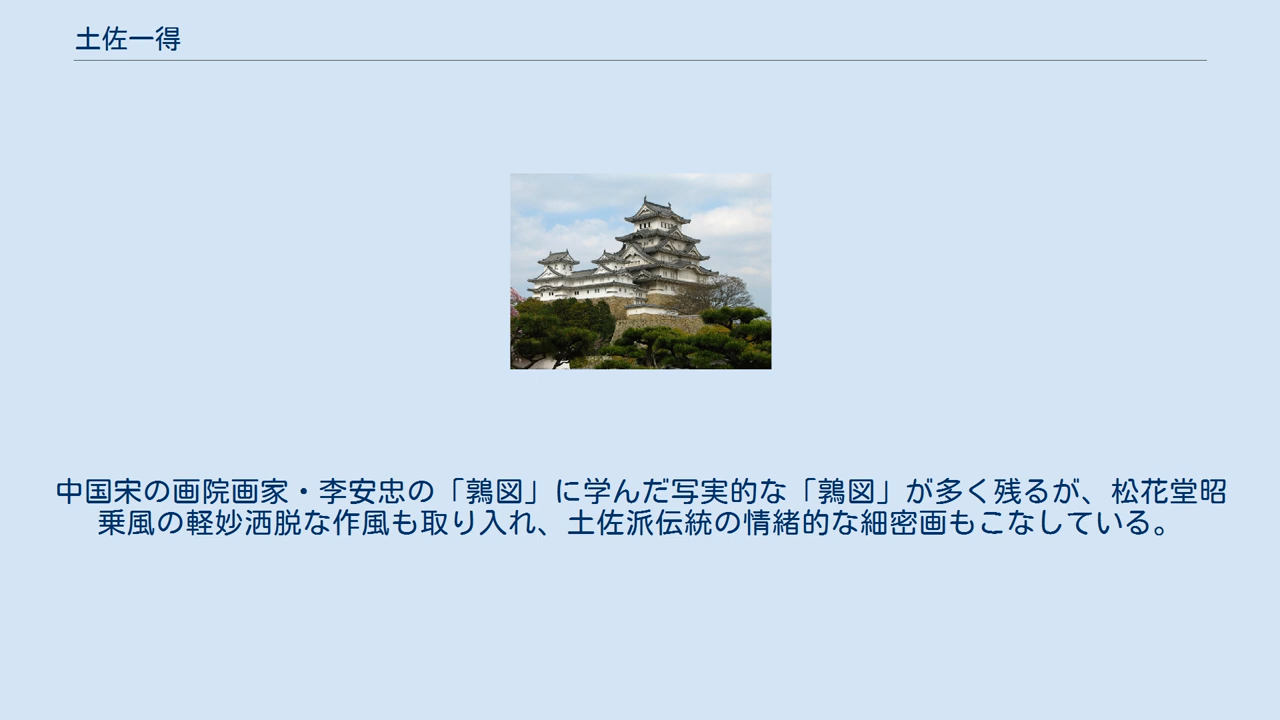 土佐一得
中国宋の画院画家・李安忠の「鶉図」に学んだ写実的な「鶉図」が多く残るが、松花堂昭
乗風の軽妙洒脱な作風も取り入れ、土佐派伝統の情緒的な細密画もこなしている。